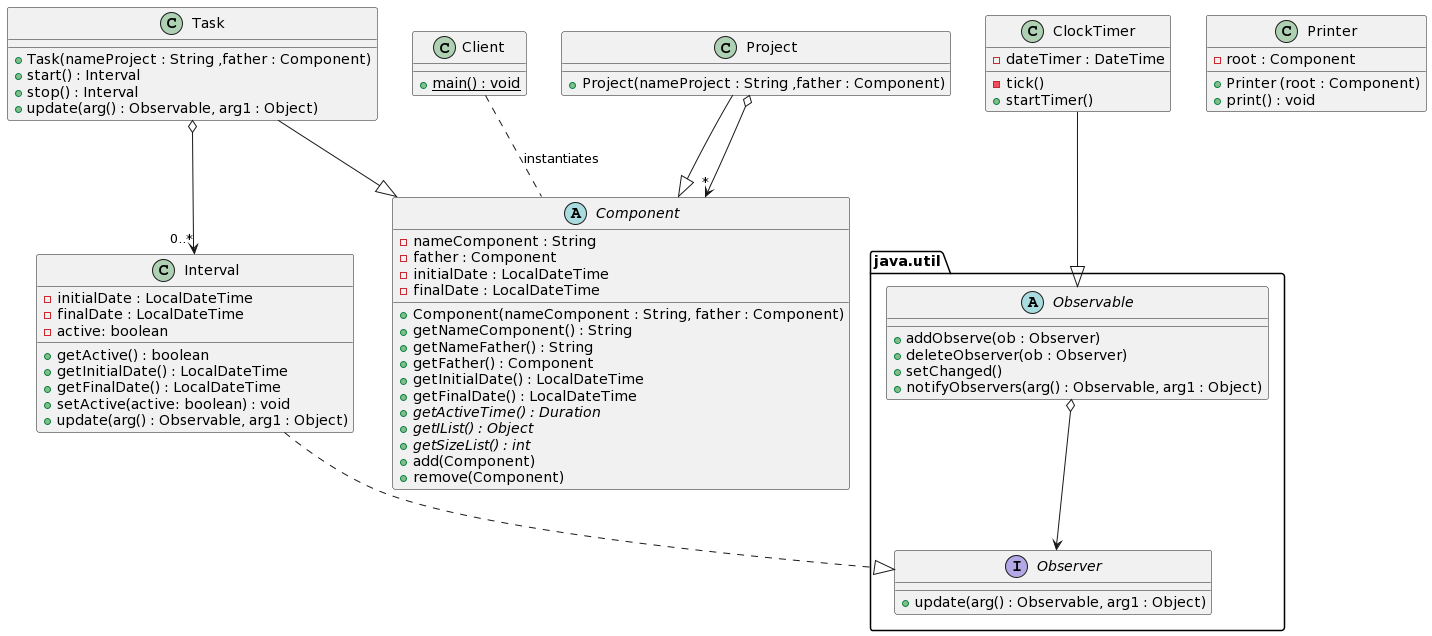 C Task
Task(nameProject : String ,father : Component)
start() : Interval
stop() : Interval
update(arg() : Observable, arg1 : Object)
C Client
main() : void
C Project
Project(nameProject : String ,father : Component)
C ClockTimer
dateTimer : DateTime
tick()
startTimer()
C Printer
root : Component
Printer (root : Component)
print() : void
instantiates
*
0..*
A Component
nameComponent : String
father : Component
initialDate : LocalDateTime
finalDate : LocalDateTime
Component(nameComponent : String, father : Component)
getNameComponent() : String
getNameFather() : String
getFather() : Component
getInitialDate() : LocalDateTime
getFinalDate() : LocalDateTime
getActiveTime() : Duration
getIList() : Object
getSizeList() : int
add(Component)
remove(Component)
C Interval
initialDate : LocalDateTime
finalDate : LocalDateTime
active: boolean
getActive() : boolean
getInitialDate() : LocalDateTime
getFinalDate() : LocalDateTime
setActive(active: boolean) : void
update(arg() : Observable, arg1 : Object)
java.util
A Observable
addObserve(ob : Observer)
deleteObserver(ob : Observer)
setChanged()
notifyObservers(arg() : Observable, arg1 : Object)
I Observer
update(arg() : Observable, arg1 : Object)